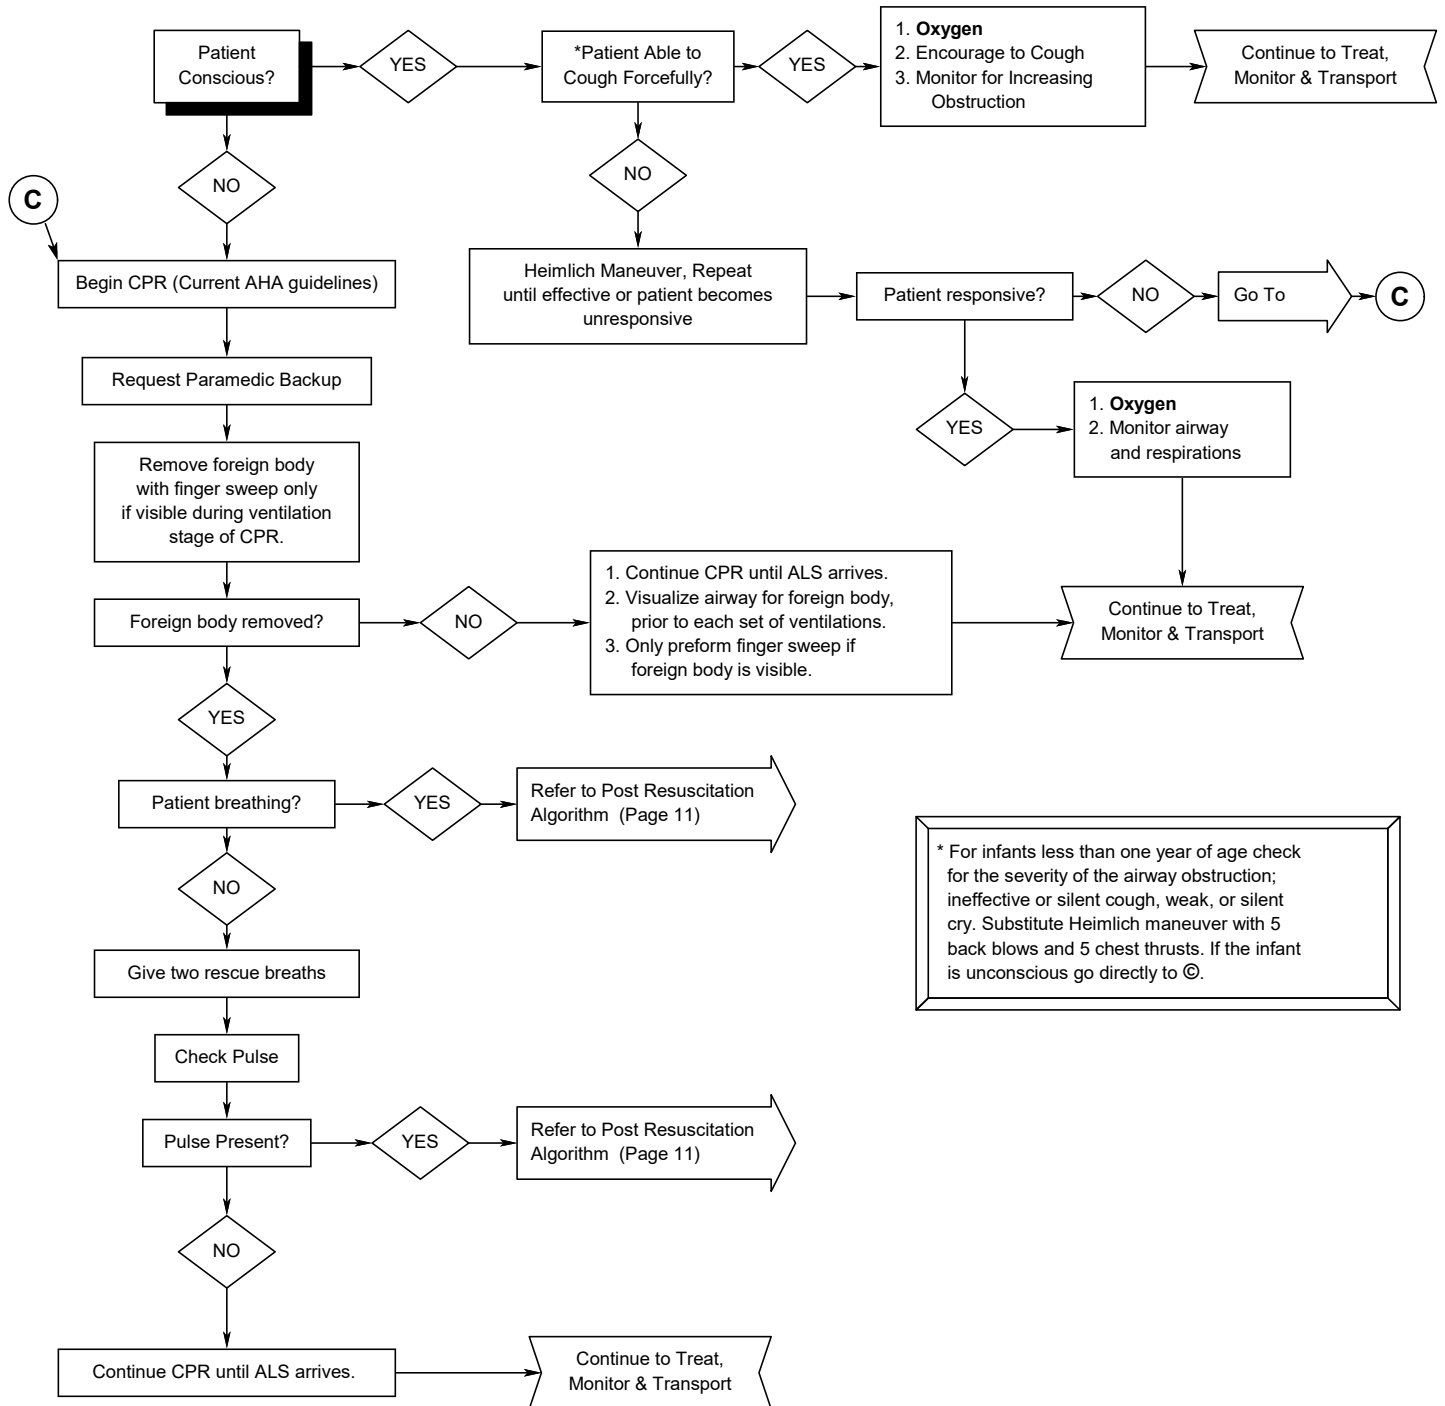 Patient
Conscious?
YES
*Patient Able to
Cough Forcefully?
YES
1. Oxygen
2. Encourage to Cough
3. Monitor for Increasing
Obstruction
Continue to Treat,
Monitor & Transport
NO
NO
C
Begin CPR (Current AHA guidelines)
Heimlich Maneuver, Repeat
until effective or patient becomes
unresponsive
Patient responsive?
NO
Go To
C
Request Paramedic Backup
YES
1. Oxygen
2. Monitor airway
and respirations
Remove foreign body
with finger sweep only
if visible during ventilation
stage of CPR.
Foreign body removed?
NO
1. Continue CPR until ALS arrives.
2. Visualize airway for foreign body,
prior to each set of ventilations.
3. Only preform finger sweep if
foreign body is visible.
Continue to Treat,
Monitor & Transport
YES
Patient breathing?
YES
Refer to Post Resuscitation
Algorithm (Page 11)
NO
* For infants less than one year of age check
for the severity of the airway obstruction;
ineffective or silent cough, weak, or silent
cry. Substitute Heimlich maneuver with 5
back blows and 5 chest thrusts. If the infant
is unconscious go directly to ©.
Give two rescue breaths
Check Pulse
Pulse Present?
YES
Refer to Post Resuscitation
Algorithm (Page 11)
NO
Continue CPR until ALS arrives.
Continue to Treat,
Monitor & Transport